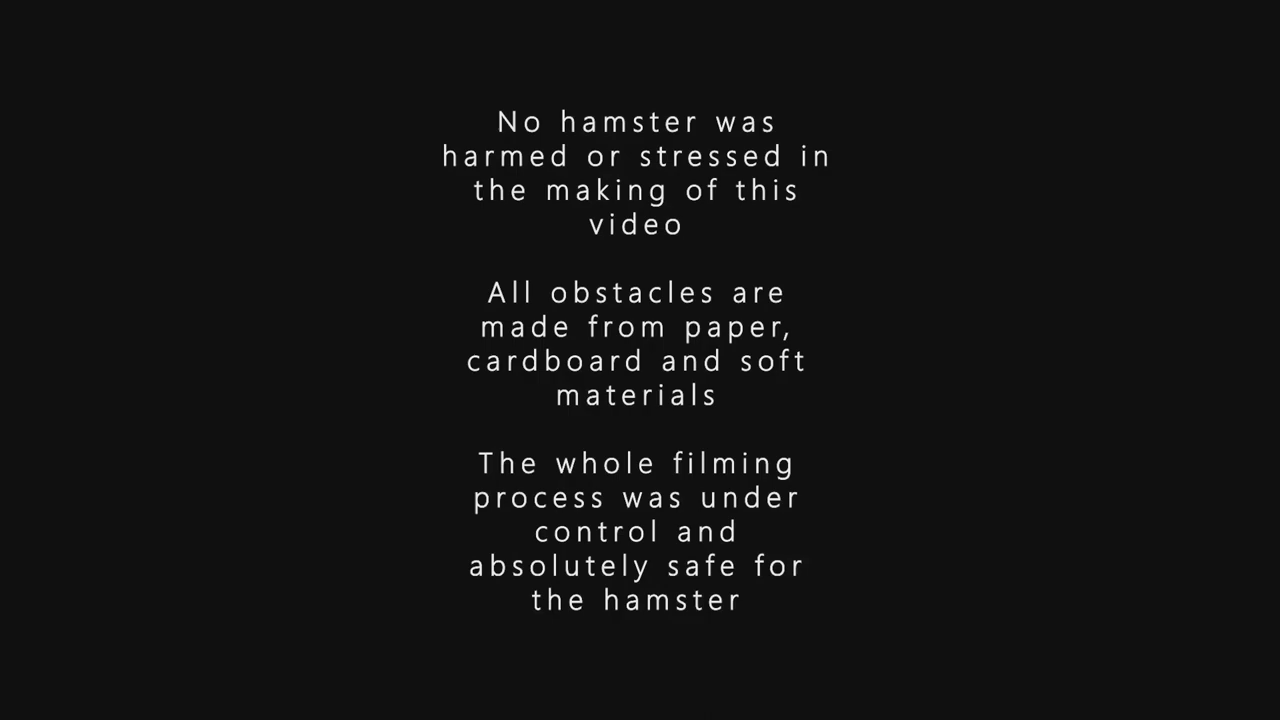 No hamster was
harmed or stressed in
the making of this
video
All obstacles are
made from paper,
cardboard and soft
materials
The whole filming
process was under
control and
absolutely safe for
the hamster